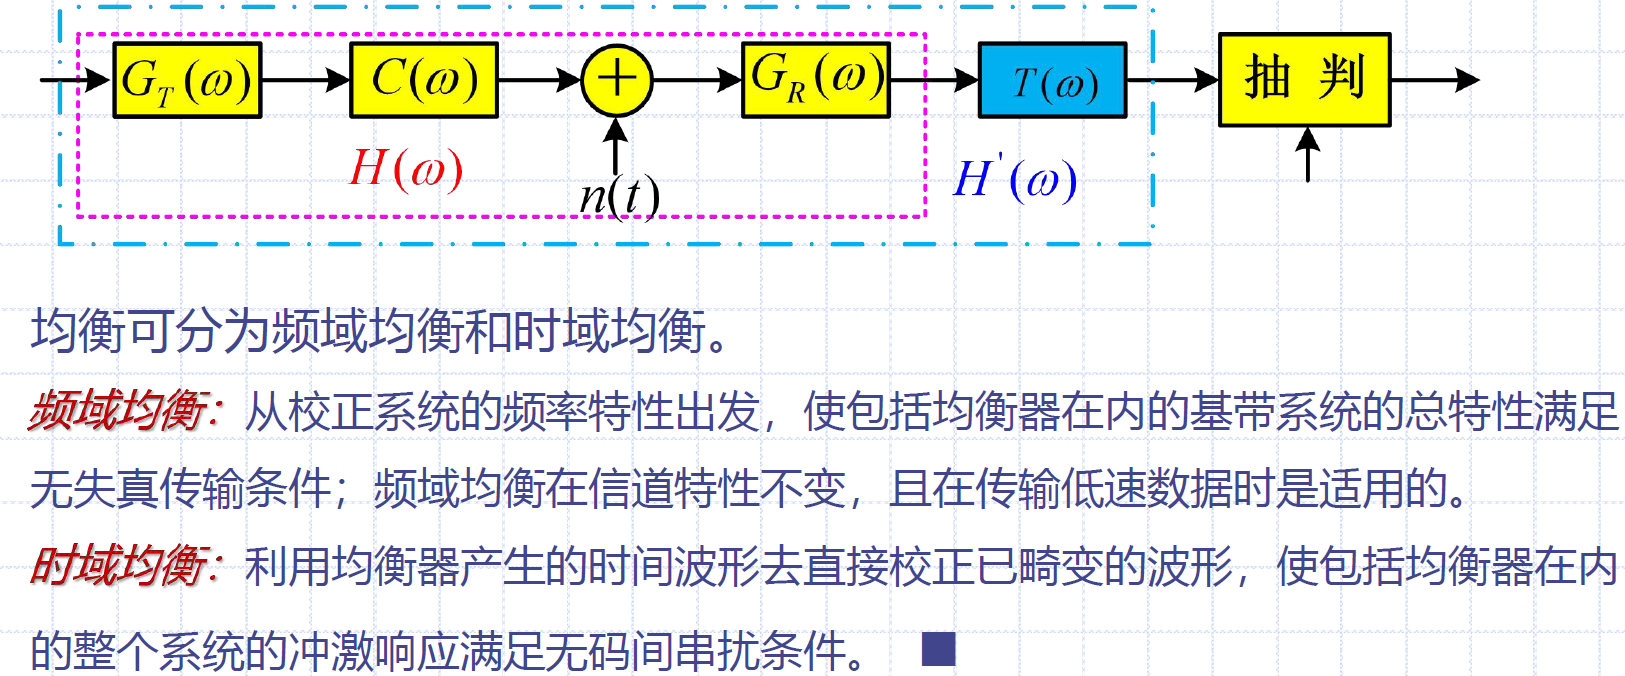 G_T(ω) C(ω) + G_R(ω) T(ω) 抽 判
H(ω) n(t) H'(ω)
均衡可分为频域均衡和时域均衡。
频域均衡：从校正系统的频率特性出发，使包括均衡器在内的基带系统的总特性满足
无失真传输条件；频域均衡在信道特性不变，且在传输低速数据时是适用的。
时域均衡：利用均衡器产生的时间波形去直接校正已畸变的波形，使包括均衡器在内
的整个系统的冲激响应满足无码间串扰条件。 ■